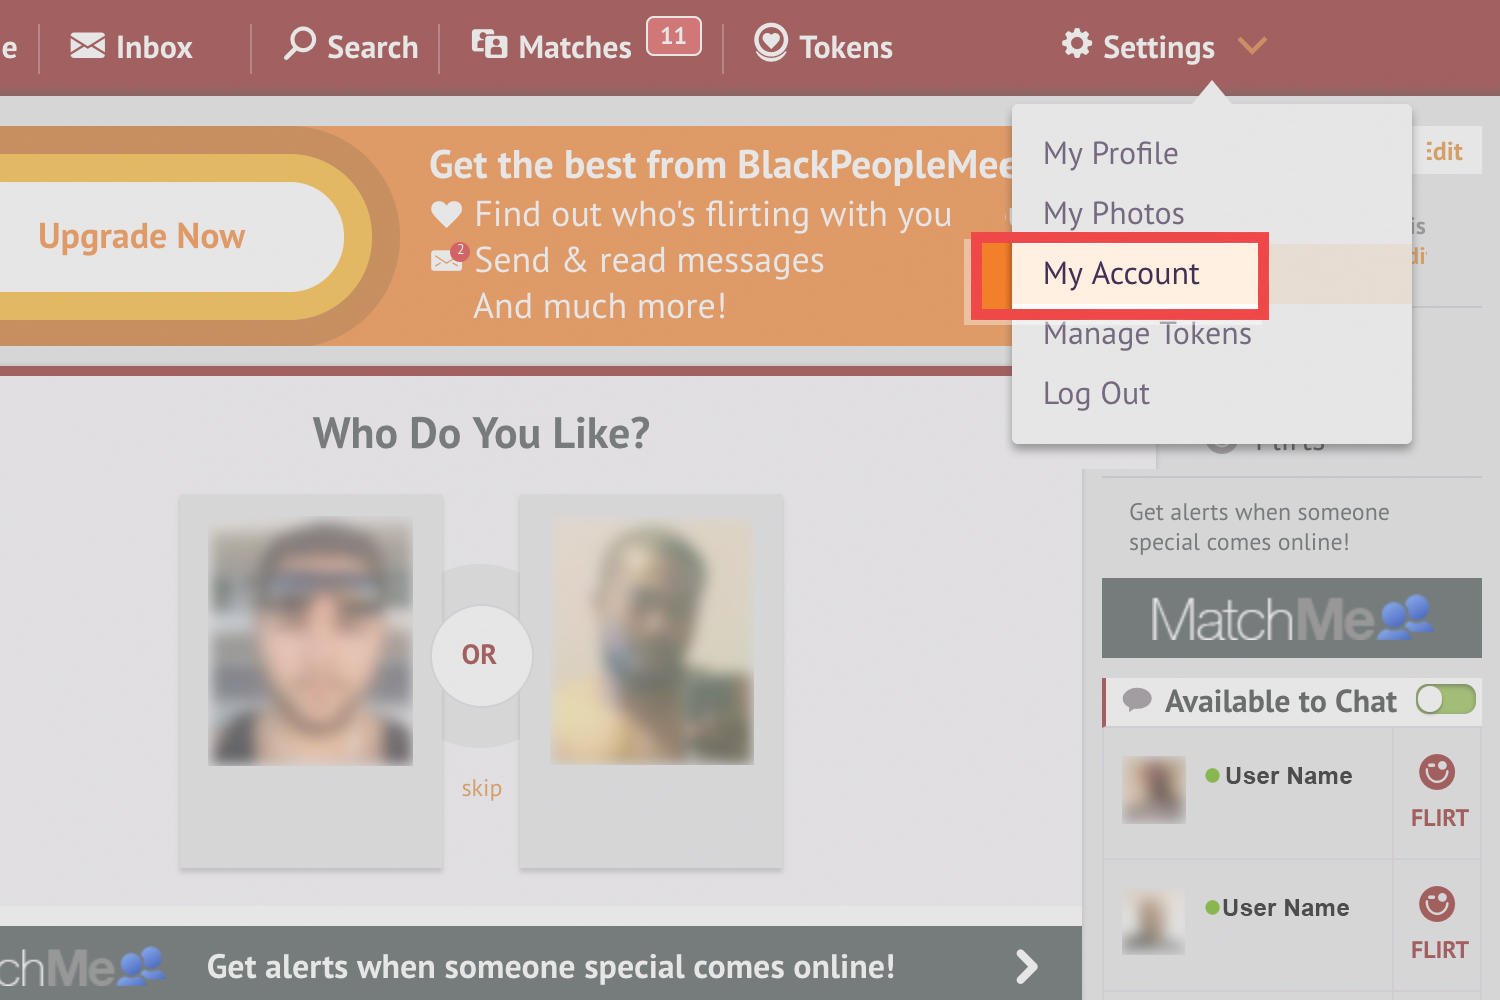 e
Inbox
Search
Matches 11
Tokens
Settings
My Profile
My Photos
My Account
Manage Tokens
Log Out
Upgrade Now
Get the best from BlackPeopleMee
Find out who's flirting with you
2
Send & read messages
And much more!
Edit
is
Who Do You Like?
OR
skip
Flirts
Get alerts when someone
special comes online!
MatchMe
Available to Chat
User Name
FLIRT
User Name
FLIRT
chMe
Get alerts when someone special comes online!